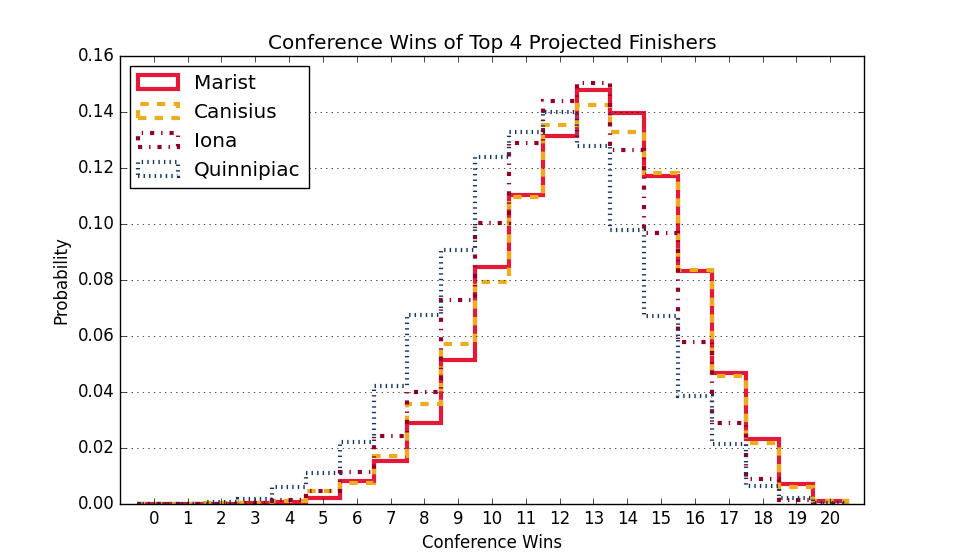 Conference Wins of Top 4 Projected Finishers
0.16
0.14
0.12
0.10
0.08
0.06
0.04
0.02
0.00
Probability
Marist
Canisius
Iona
Quinnipiac
0 1 2 3 4 5 6 7 8 9 10 11 12 13 14 15 16 17 18 19 20
Conference Wins